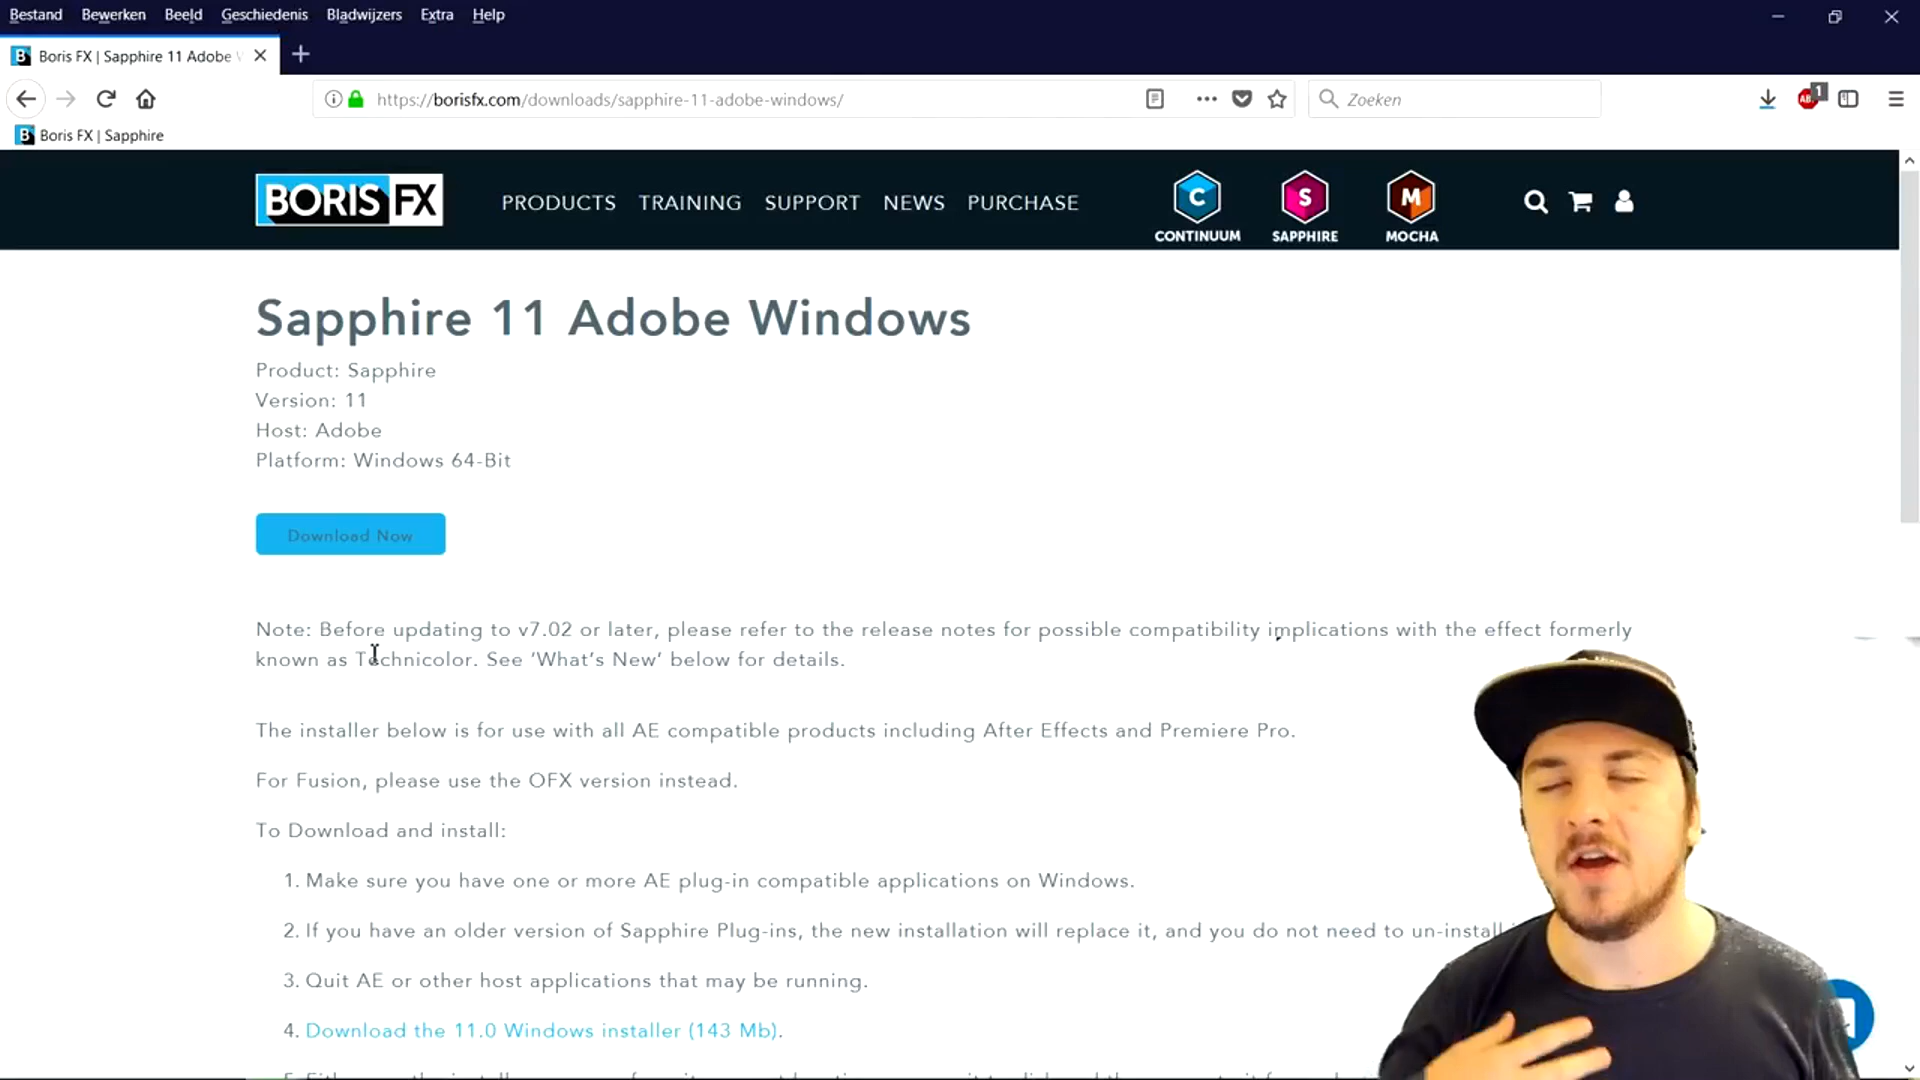 Bestand Bewerken Beeld Geschiedenis Bladwijzers Extra Help
Boris FX | Sapphire 11 Adobe
https://borisfx.com/downloads/sapphire-11-adobe-windows/
Zoeken
ABP 1
Boris FX | Sapphire
BORIS FX PRODUCTS TRAINING SUPPORT NEWS PURCHASE
C S M
CONTINUUM SAPPHIRE MOCHA
Sapphire 11 Adobe Windows
Product: Sapphire
Version: 11
Host: Adobe
Platform: Windows 64-Bit
Download Now
Note: Before updating to v7.02 or later, please refer to the release notes for possible compatibility implications with the effect formerly
known as Technicolor. See ‘What’s New’ below for details.
The installer below is for use with all AE compatible products including After Effects and Premiere Pro.
For Fusion, please use the OFX version instead.
To Download and install:
1. Make sure you have one or more AE plug-in compatible applications on Windows.
2. If you have an older version of Sapphire Plug-ins, the new installation will replace it, and you do not need to un-install
3. Quit AE or other host applications that may be running.
4. Download the 11.0 Windows installer (143 Mb).